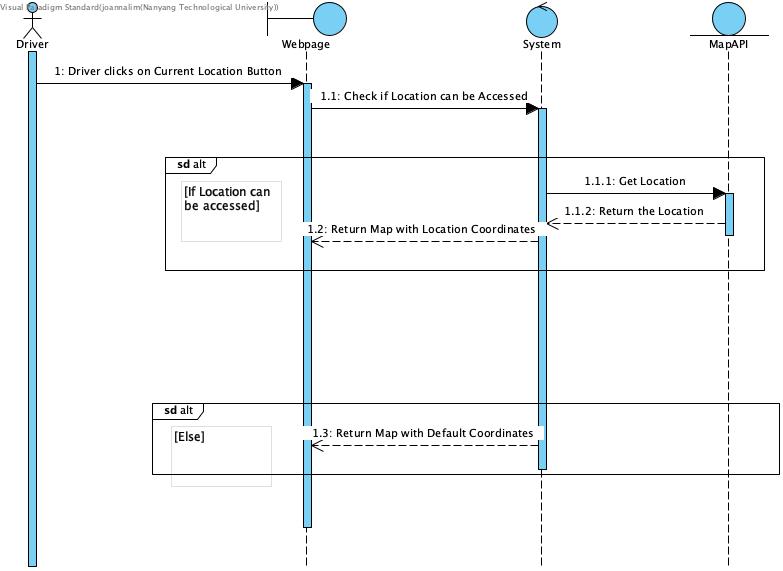 Visual Paradigm Standard(joannalim(Nanyang Technological University))
Driver
Webpage
System
MapAPI
1: Driver clicks on Current Location Button
1.1: Check if Location can be Accessed
sd alt
[If Location can
be accessed]
1.1.1: Get Location
1.1.2: Return the Location
1.2: Return Map with Location Coordinates
sd alt
[Else]
1.3: Return Map with Default Coordinates